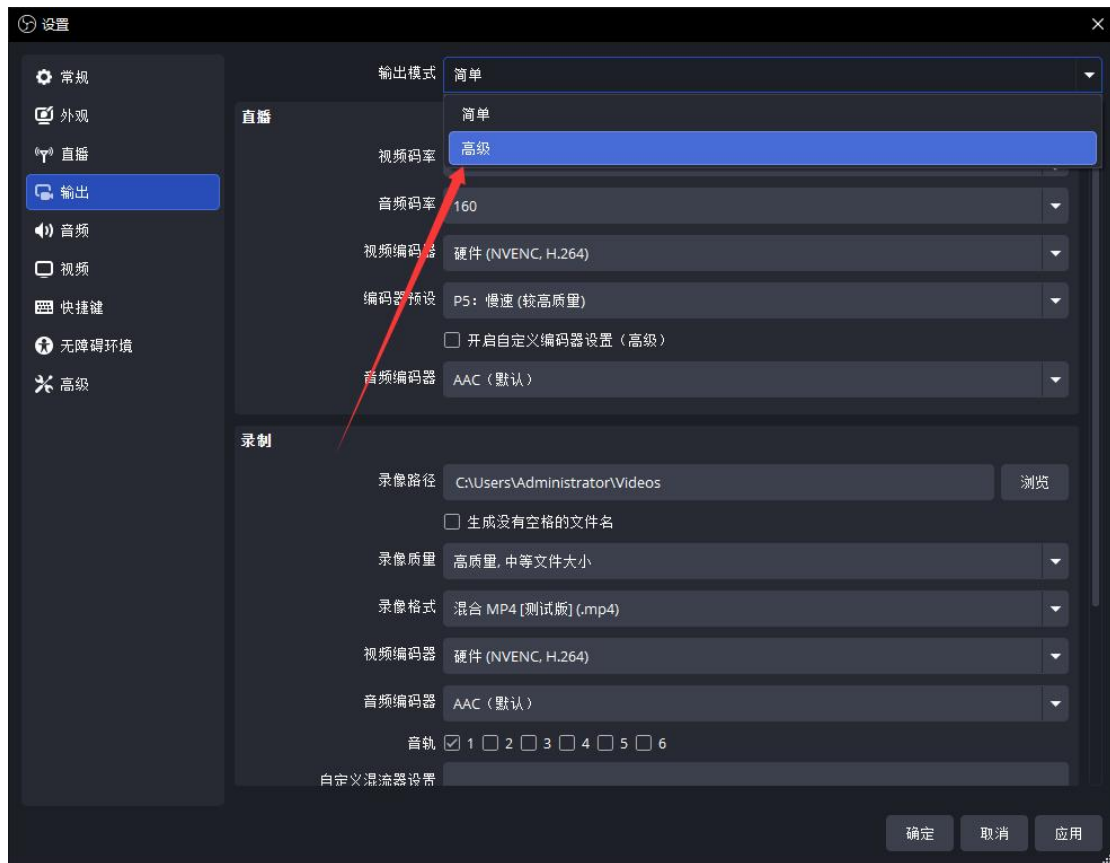 设置
常规
外观
直播
输出
音频
视频
快捷键
无障碍环境
高级
输出模式 简单
简单
高级
直播
视频码率
音频码率 160
视频编码器 硬件 (NVENC, H.264)
编码器预设 P5：慢速 (较高质量)
开启自定义编码器设置（高级）
音频编码器 AAC（默认）
录制
录像路径 C:\Users\Administrator\Videos 浏览
生成没有空格的文件名
录像质量 高质量, 中等文件大小
录像格式 混合 MP4 [测试版] (.mp4)
视频编码器 硬件 (NVENC, H.264)
音频编码器 AAC（默认）
音轨 1 2 3 4 5 6
自定义混流器设置
确定 取消 应用